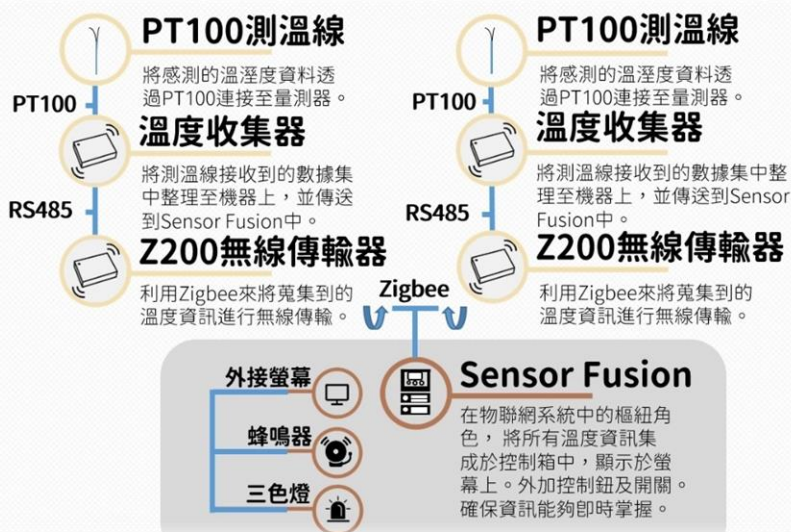 PT100測溫線
將感測的溫溼度資料透
過PT100連接至量測器。
PT100
溫度收集器
將測溫線接收到的數據集
中整理至機器上，並傳送
到Sensor Fusion中。
RS485
Z200無線傳輸器
利用Zigbee來將蒐集到的
溫度資訊進行無線傳輸。
PT100測溫線
將感測的溫溼度資料透
過PT100連接至量測器。
PT100
溫度收集器
將測溫線接收到的數據集中整
理至機器上，並傳送到Sensor
Fusion中。
RS485
Z200無線傳輸器
利用Zigbee來將蒐集到的
溫度資訊進行無線傳輸。
Zigbee
外接螢幕
蜂鳴器
三色燈
Sensor Fusion
在物聯網系統中的樞紐角
色， 將所有溫度資訊集
成於控制箱中，顯示於螢
幕上。外加控制鈕及開關。
確保資訊能夠即時掌握。